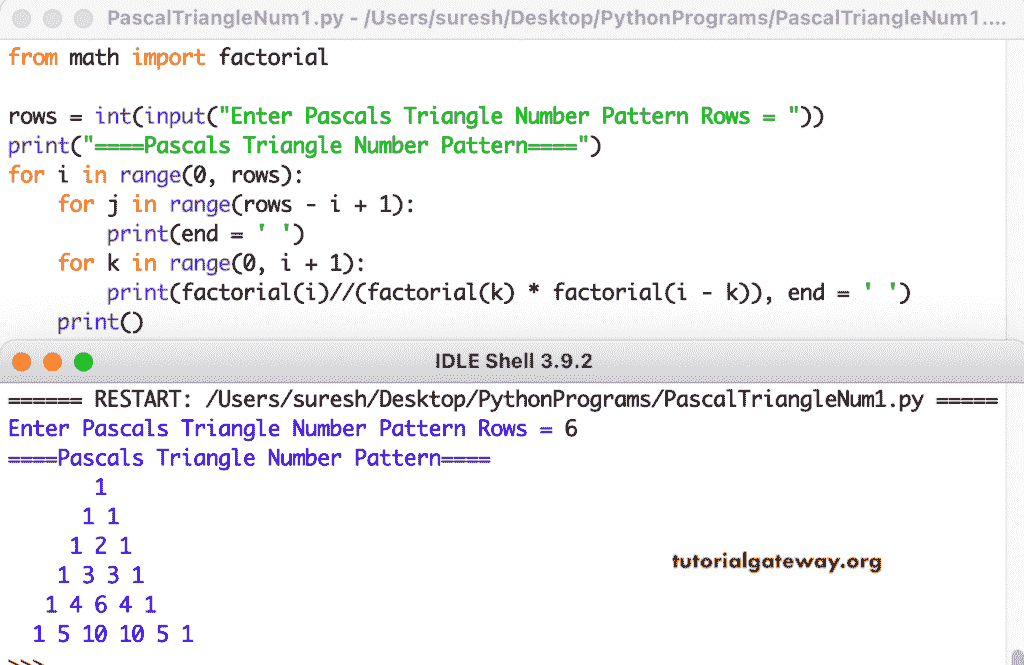 PascalTriangleNum1.py - /Users/suresh/Desktop/PythonPrograms/PascalTriangleNum1....
from math import factorial
rows = int(input("Enter Pascals Triangle Number Pattern Rows = "))
print("====Pascals Triangle Number Pattern====")
for i in range(0, rows):
    for j in range(rows - i + 1):
        print(end = ' ')
    for k in range(0, i + 1):
        print(factorial(i)//(factorial(k) * factorial(i - k)), end = ' ')
    print()
IDLE Shell 3.9.2
====== RESTART: /Users/suresh/Desktop/PythonPrograms/PascalTriangleNum1.py =====
Enter Pascals Triangle Number Pattern Rows = 6
====Pascals Triangle Number Pattern====
       1
      1 1
     1 2 1
    1 3 3 1
   1 4 6 4 1
  1 5 10 10 5 1
>>>
tutorialgateway.org